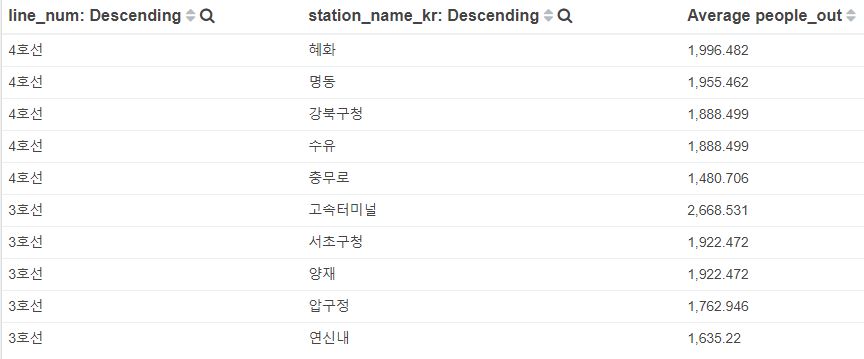 line_num: Descending station_name_kr: Descending Average people_out
4호선 혜화 1,996.482
4호선 명동 1,955.462
4호선 강북구청 1,888.499
4호선 수유 1,888.499
4호선 충무로 1,480.706
3호선 고속터미널 2,668.531
3호선 서초구청 1,922.472
3호선 양재 1,922.472
3호선 압구정 1,762.946
3호선 연신내 1,635.22